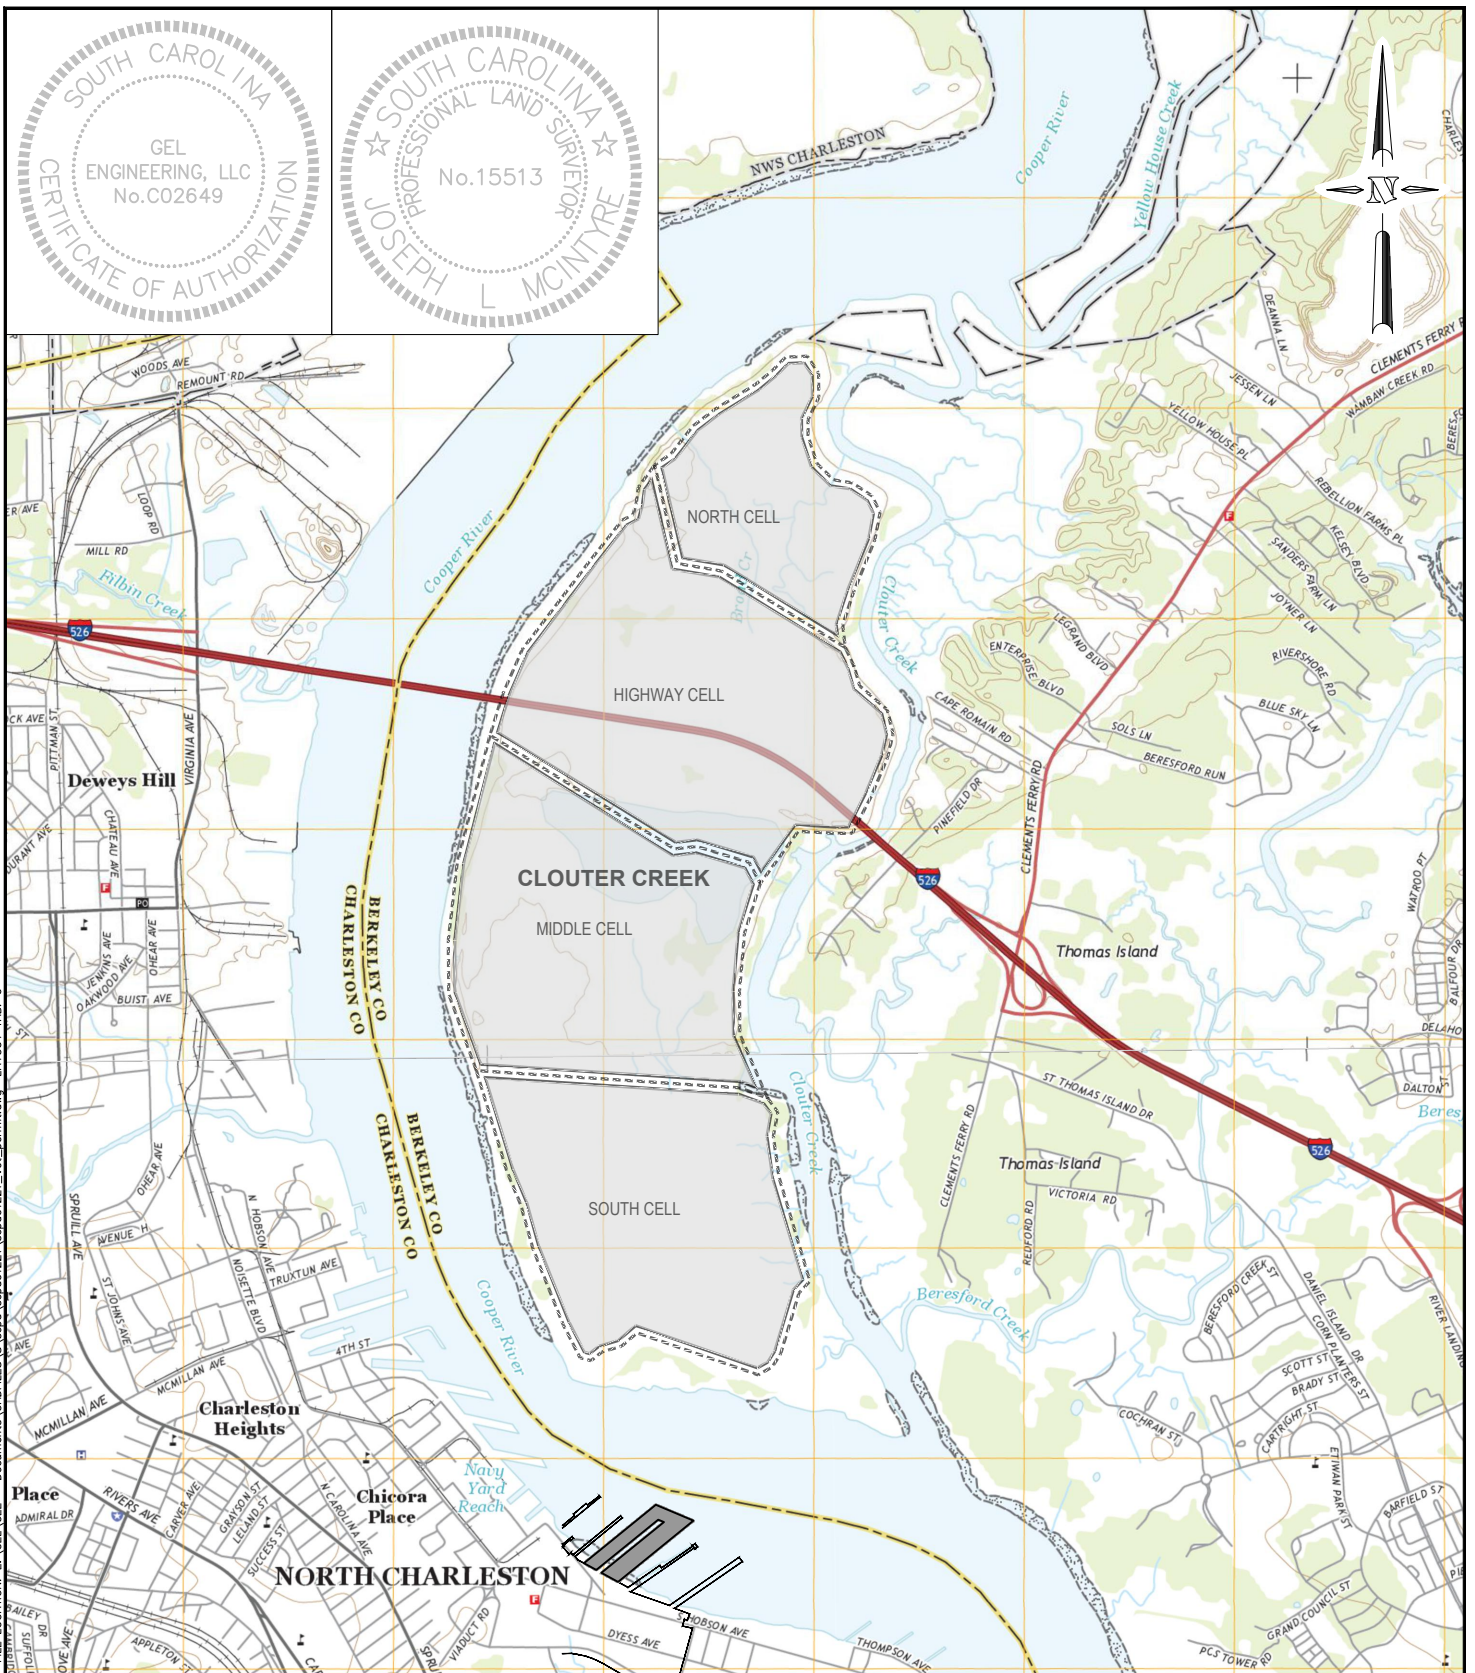 SOUTH CAROLINA
CERTIFICATE OF AUTHORIZATION
GEL
ENGINEERING, LLC
No.C02649
SOUTH CAROLINA
PROFESSIONAL LAND SURVEYOR
No.15513
JOSEPH L MCINTYRE
NWS CHARLESTON
Cooper River
Yellow House Creek
N
WOODS AVE
REMOUNT RD
DEANNA LN
CLEMENTS FERRY R
JESSEN LN
WAMBAW CREEK RD
YELLOW HOUSE PL
LOOP RD
ER AVE
MILL RD
Filbin Creek
Cooper River
NORTH CELL
REBELLION FARMS PL
KELSEY BLVD
SANDERS FARM LN
JOYNER LN
F
Clouter Creek
LEGRAND BLVD
ENTERPRISE BLVD
RIVERSHORE RD
526
HIGHWAY CELL
CAPE ROMAIN RD
SOLS LN
BLUE SKY LN
BERESFORD RUN
CK AVE
PITTMAN ST
VIRGINIA AVE
Deweys Hill
PINEFIELD DR
CLEMENTS FERRY RD
DURANT AVE
CHATEAU AVE
F
PO
CLOUTER CREEK
526
MIDDLE CELL
BERKELEY CO
CHARLESTON CO
WATROO PT
JENKINS AVE
OAKWOOD AVE
OHEAR AVE
BUIST AVE
Thomas Island
BALFOUR DR
DELAHO
DALTON ST
Beres
ST THOMAS ISLAND DR
Clouter Creek
BERKELEY CO
CHARLESTON CO
CLEMENTS FERRY RD
526
Thomas Island
VICTORIA RD
REDFORD RD
SPRUILL AVE
OHEAR AVE
AVENUE H
N HOBSON AVE
NOISETTE BLVD
TRUXTUN AVE
ST JOHNS AVE
SOUTH CELL
Cooper River
Beresford Creek
BERESFORD CREEK ST
DANIEL ISLAND DR
CORN PLANTERS ST
RIVER LANDING
AVE
4TH ST
MCMILLAN AVE
MCMILLAN AVE
SCOTT ST
BRADY ST
CARTRIGHT ST
Charleston
Heights
COCHRAN ST
ETIWAN PARK ST
H
Navy
Yard
Reach
Place
ADMIRAL DR
RIVERS AVE
CARVER AVE
GRAYSON ST
LELAND ST
SUCCESS ST
N CAROLINA AVE
Chicora
Place
BARFIELD ST
NORTH CHARLESTON
F
BAILEY DR
VIADUCT RD
S HOBSON AVE
DYESS AVE
THOMPSON AVE
APPLETON ST
GRAND COUNCIL ST
PCS TOWER RD